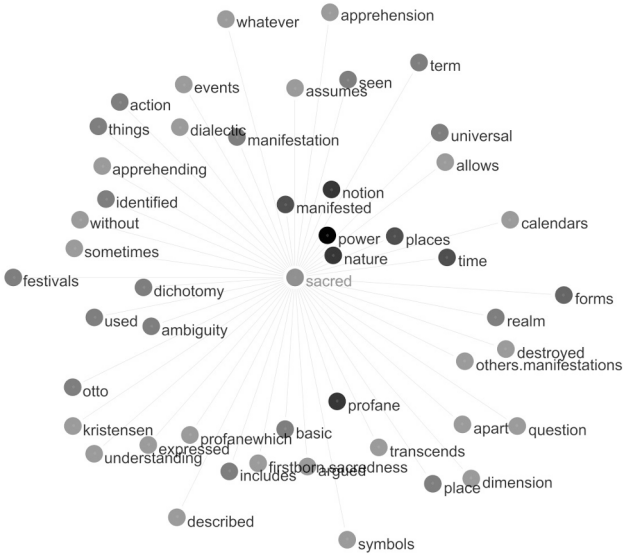 whatever
apprehension
term
events
assumes
seen
action
things
dialectic
manifestation
universal
allows
apprehending
notion
identified
manifested
without
calendars
power
places
sometimes
nature
time
festivals
sacred
dichotomy
forms
used
ambiguity
realm
destroyed
others.manifestations
otto
profane
kristensen
profanewhich
basic
apart
question
understanding
expressed
transcends
includes
firstborn
sacredness
argued
place
dimension
described
symbols